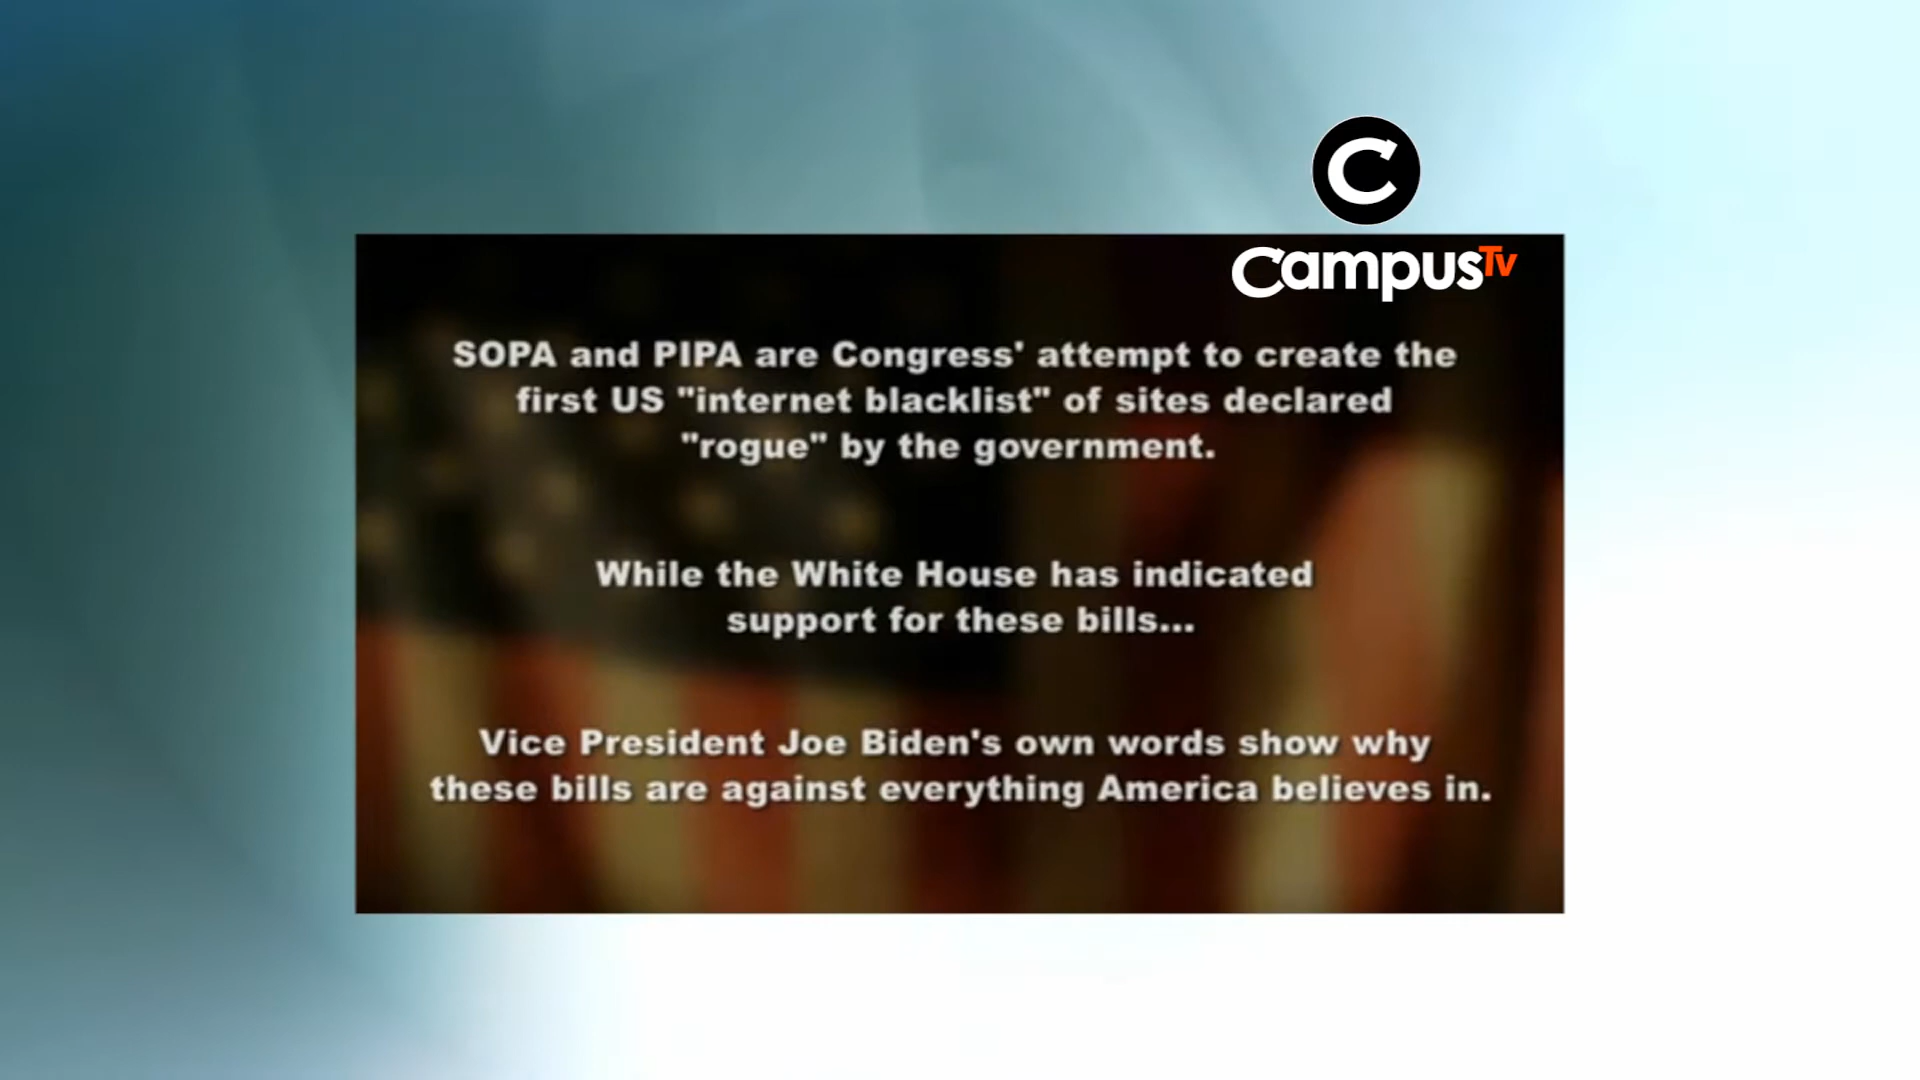 C
CampusTv
SOPA and PIPA are Congress' attempt to create the
first US "internet blacklist" of sites declared
"rogue" by the government.
While the White House has indicated
support for these bills...
Vice President Joe Biden's own words show why
these bills are against everything America believes in.